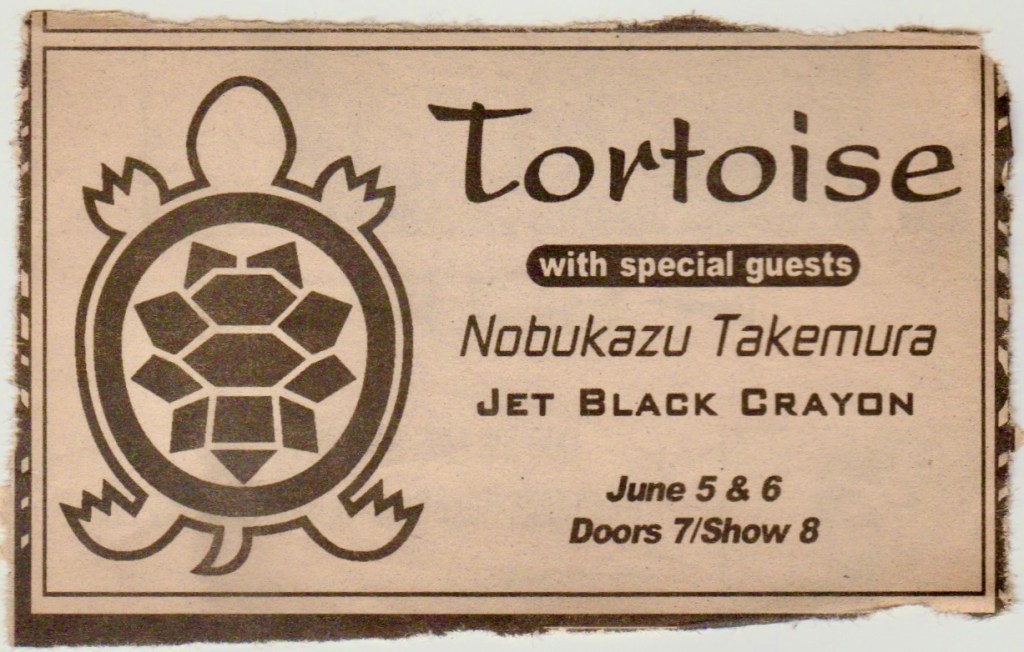 Tortoise
with special guests
Nobukazu Takemura
JET BLACK CRAYON
June 5 & 6
Doors 7/Show 8